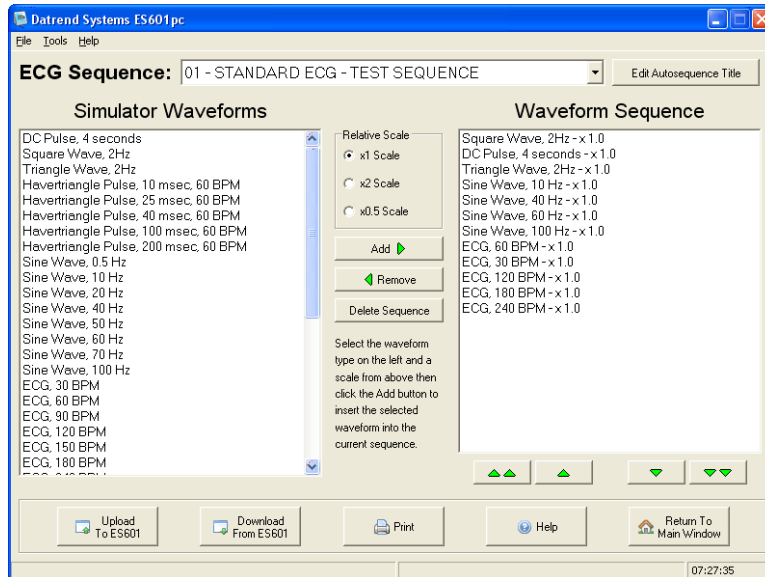 Datrend Systems ES601pc
File Tools Help
ECG Sequence: 01 - STANDARD ECG - TEST SEQUENCE Edit Autosequence Title
Simulator Waveforms
DC Pulse, 4 seconds
Square Wave, 2Hz
Triangle Wave, 2Hz
Havertriangle Pulse, 10 msec, 60 BPM
Havertriangle Pulse, 25 msec, 60 BPM
Havertriangle Pulse, 40 msec, 60 BPM
Havertriangle Pulse, 100 msec, 60 BPM
Havertriangle Pulse, 200 msec, 60 BPM
Sine Wave, 0.5 Hz
Sine Wave, 10 Hz
Sine Wave, 20 Hz
Sine Wave, 40 Hz
Sine Wave, 50 Hz
Sine Wave, 60 Hz
Sine Wave, 70 Hz
Sine Wave, 100 Hz
ECG, 30 BPM
ECG, 60 BPM
ECG, 90 BPM
ECG, 120 BPM
ECG, 150 BPM
ECG, 180 BPM
Relative Scale
x1 Scale
x2 Scale
x0.5 Scale
Add
Remove
Delete Sequence
Select the waveform
type on the left and a
scale from above then
click the Add button to
insert the selected
waveform into the
current sequence.
Waveform Sequence
Square Wave, 2Hz - x 1.0
DC Pulse, 4 seconds - x 1.0
Triangle Wave, 2Hz - x 1.0
Sine Wave, 10 Hz - x 1.0
Sine Wave, 40 Hz - x 1.0
Sine Wave, 60 Hz - x 1.0
Sine Wave, 100 Hz - x 1.0
ECG, 60 BPM - x 1.0
ECG, 30 BPM - x 1.0
ECG, 120 BPM - x 1.0
ECG, 180 BPM - x 1.0
ECG, 240 BPM - x 1.0
Upload
To ES601
Download
From ES601
Print
Help
Return To
Main Window
07:27:35